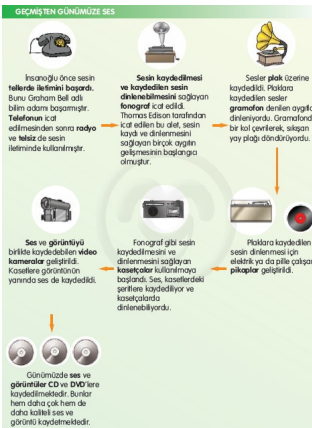 GEÇMİŞTEN GÜNÜMÜZE SES
İnsanoğlu önce sesin
tellerde iletimini başardı.
Bunu Graham Bell adlı
bilim adamı başarmıştır.
Telefonun icat
edilmesinden sonra radyo
ve telsiz de sesin
iletiminde kullanılmıştır.
Sesin kaydedilmesi
ve kaydedilen sesin
dinlenebilmesini sağlayan
fonograf icat edildi.
Thomas Edison tarafından
icat edilen bu alet, sesin
kaydı ve dinlenmesini
sağlayan birçok aygıtın
gelişmesinin başlangıcı
olmuştur.
Sesler plak üzerine
kaydedildi. Plaklara
kaydedilen sesler
gramofon denilen aygıtla
dinleniyordu. Gramofonda
bir kol çevrilerek, sıkışan
yay plağı döndürüyordu.
Plaklara kaydedilen
sesin dinlenmesi için
elektrik ya da pille çalışan
pikaplar geliştirildi.
Fonograf gibi sesin
kaydedilmesini ve
dinlenmesini sağlayan
kasetçalar kullanılmaya
başlandı. Ses, kasetlerdeki
şeritlere kaydediliyor ve
kasetçalarda
dinlenebiliyordu.
Ses ve görüntüyü
birlikte kaydedebilen video
kameralar geliştirildi.
Kasetlere görüntünün
yanında ses de kaydedildi.
Günümüzde ses ve
görüntüler CD ve DVD'lere
kaydedilmektedir. Bunlar
hem daha çok hem de
daha kaliteli ses ve
görüntü kaydetmektedir.